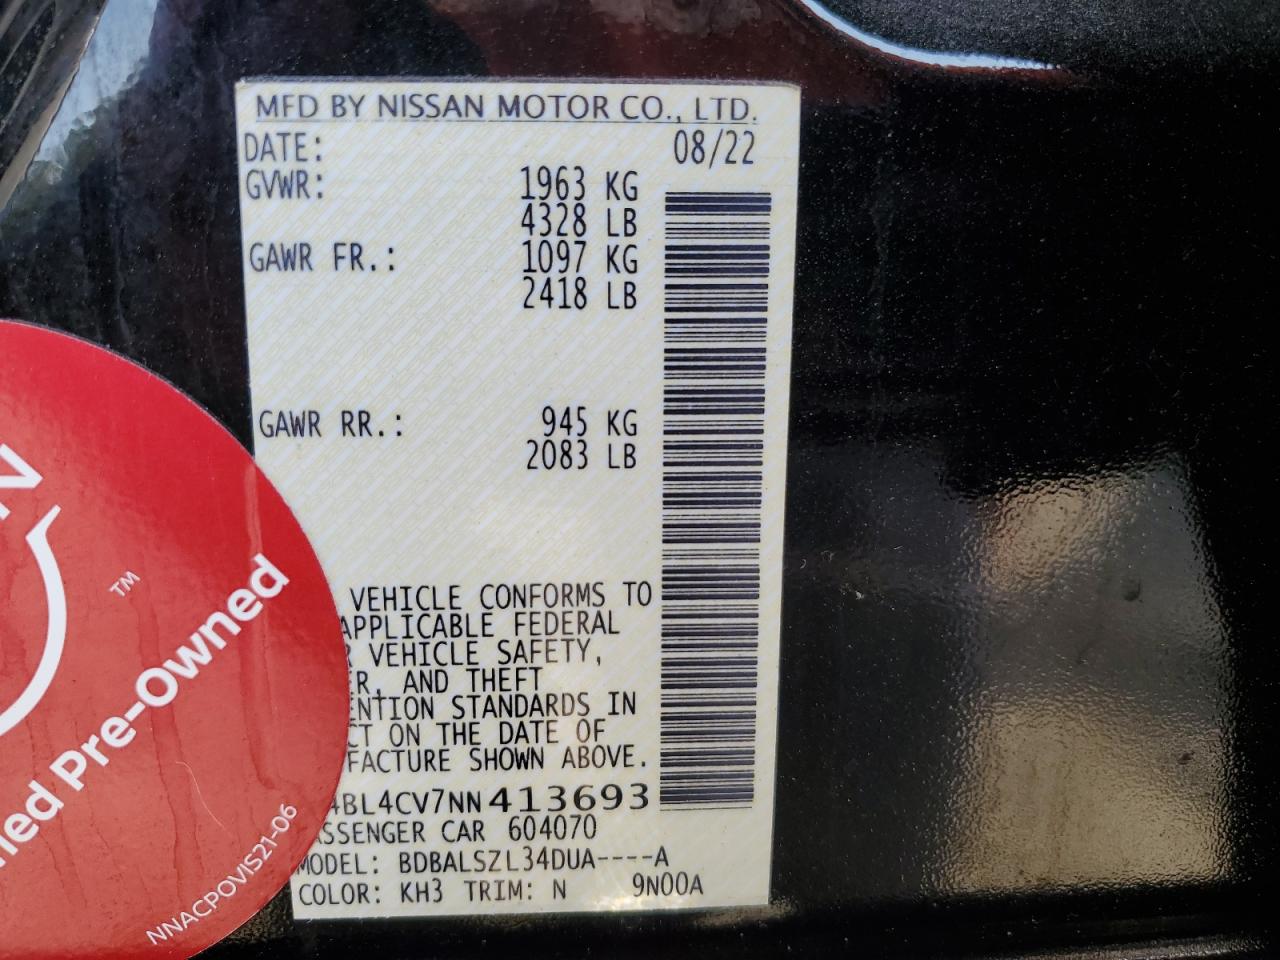 MFD BY NISSAN MOTOR CO., LTD.
DATE: 08/22
GVWR: 1963 KG
4328 LB
GAWR FR.: 1097 KG
2418 LB
GAWR RR.: 945 KG
2083 LB
VEHICLE CONFORMS TO
APPLICABLE FEDERAL
VEHICLE SAFETY,
AND THEFT
STANDARDS IN
ON THE DATE OF
SHOWN ABOVE.
4BL4CV7NN413693
CAR 604070
MODEL: BDBALSZL34DUA----A
COLOR: KH3 TRIM: N 9N00A
TM
Pre-Owned
NNACPOVIS21-06